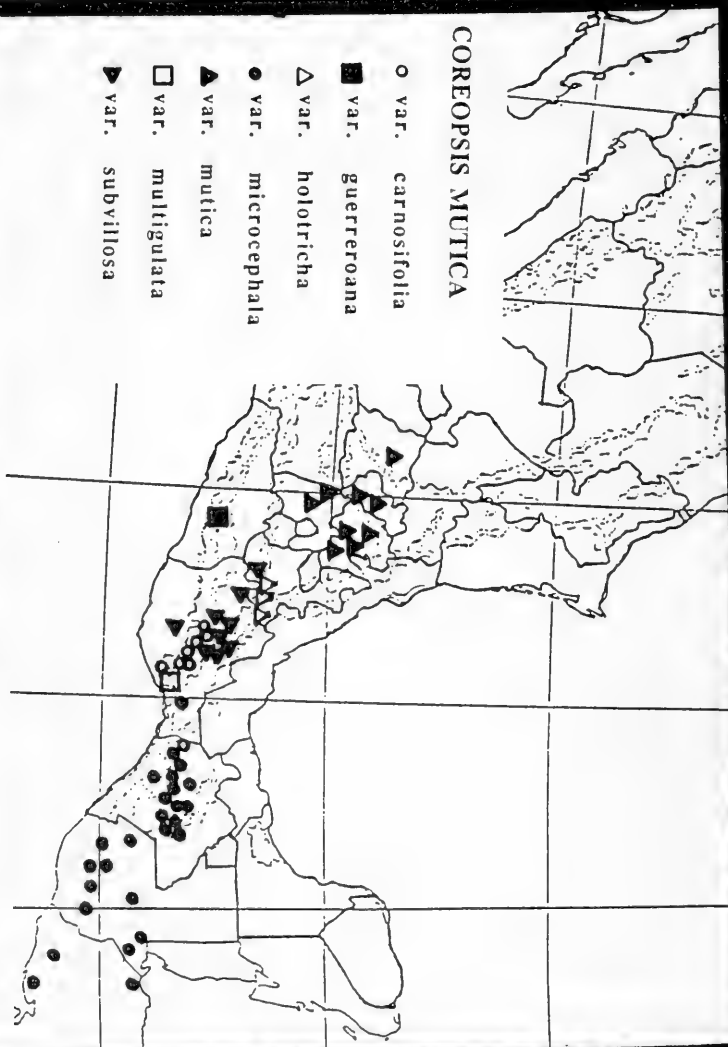 COREOPSIS MUTICA
var. carnosifolia
var. guerreroana
var. holotricha
var. microcephala
var. mutica
var. multigulata
var. subvillosa